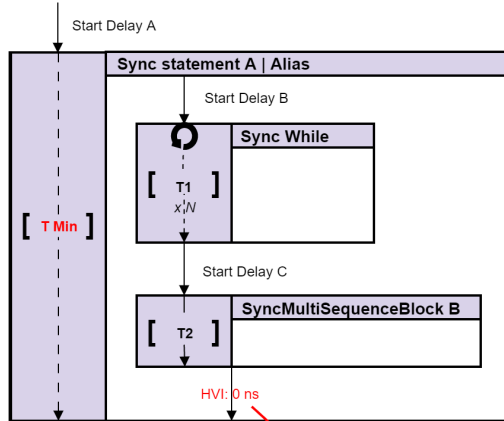 Start Delay A
Sync statement A | Alias
Start Delay B
Sync While
[ T1 ]
x N
[ T Min ]
Start Delay C
SyncMultiSequenceBlock B
[ T2 ]
HVI: 0 ns